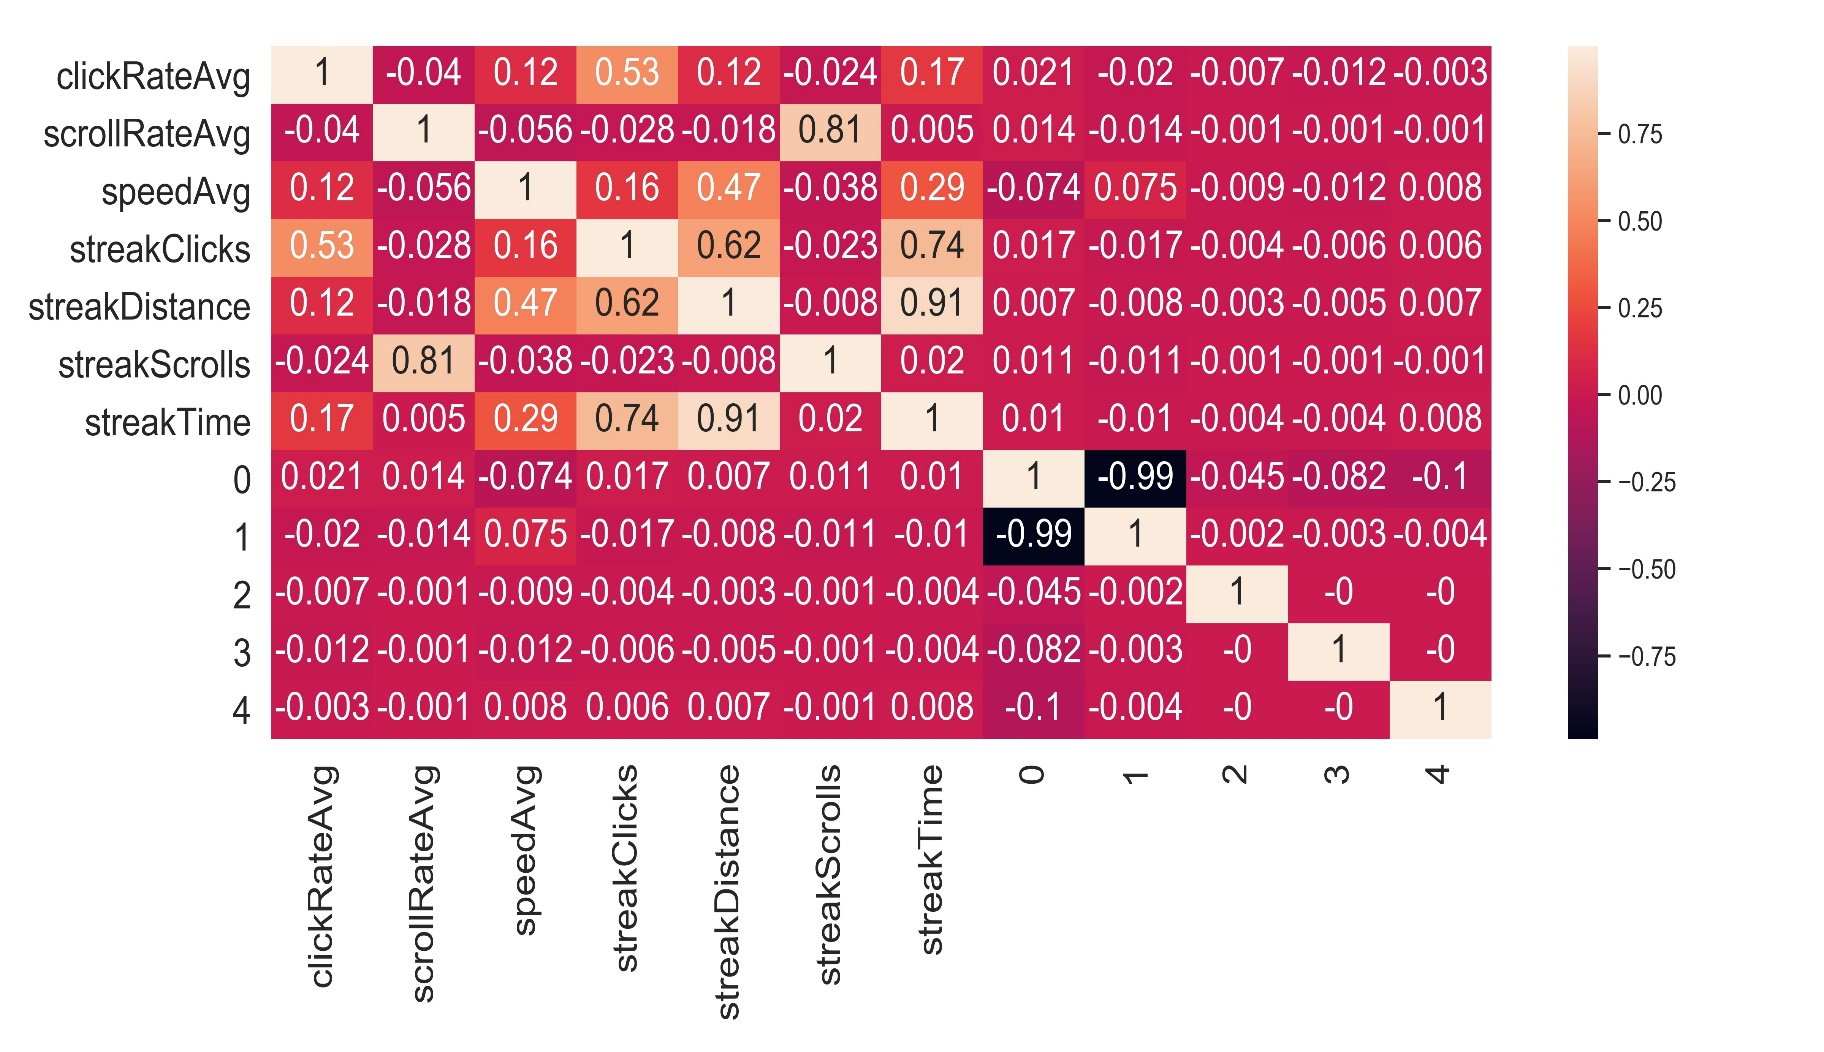 clickRateAvg 1 -0.04 0.12 0.53 0.12 -0.024 0.17 0.021 -0.02 -0.007 -0.012 -0.003
scrollRateAvg -0.04 1 -0.056 -0.028 -0.018 0.81 0.005 0.014 -0.014 -0.001 -0.001 -0.001
speedAvg 0.12 -0.056 1 0.16 0.47 -0.038 0.29 -0.074 0.075 -0.009 -0.012 0.008
streakClicks 0.53 -0.028 0.16 1 0.62 -0.023 0.74 0.017 -0.017 -0.004 -0.006 0.006
streakDistance 0.12 -0.018 0.47 0.62 1 -0.008 0.91 0.007 -0.008 -0.003 -0.005 0.007
streakScrolls -0.024 0.81 -0.038 -0.023 -0.008 1 0.02 0.011 -0.011 -0.001 -0.001 -0.001
streakTime 0.17 0.005 0.29 0.74 0.91 0.02 1 0.01 -0.01 -0.004 -0.004 0.008
0 0.021 0.014 -0.074 0.017 0.007 0.011 0.01 1 -0.99 -0.045 -0.082 -0.1
1 -0.02 -0.014 0.075 -0.017 -0.008 -0.011 -0.01 -0.99 1 -0.002 -0.003 -0.004
2 -0.007 -0.001 -0.009 -0.004 -0.003 -0.001 -0.004 -0.045 -0.002 1 -0 -0
3 -0.012 -0.001 -0.012 -0.006 -0.005 -0.001 -0.004 -0.082 -0.003 -0 1 -0
4 -0.003 -0.001 0.008 0.006 0.007 -0.001 0.008 -0.1 -0.004 -0 -0 1
clickRateAvg
scrollRateAvg
speedAvg
streakClicks
streakDistance
streakScrolls
streakTime
0
1
2
3
4
0.75
0.50
0.25
0.00
−0.25
−0.50
−0.75